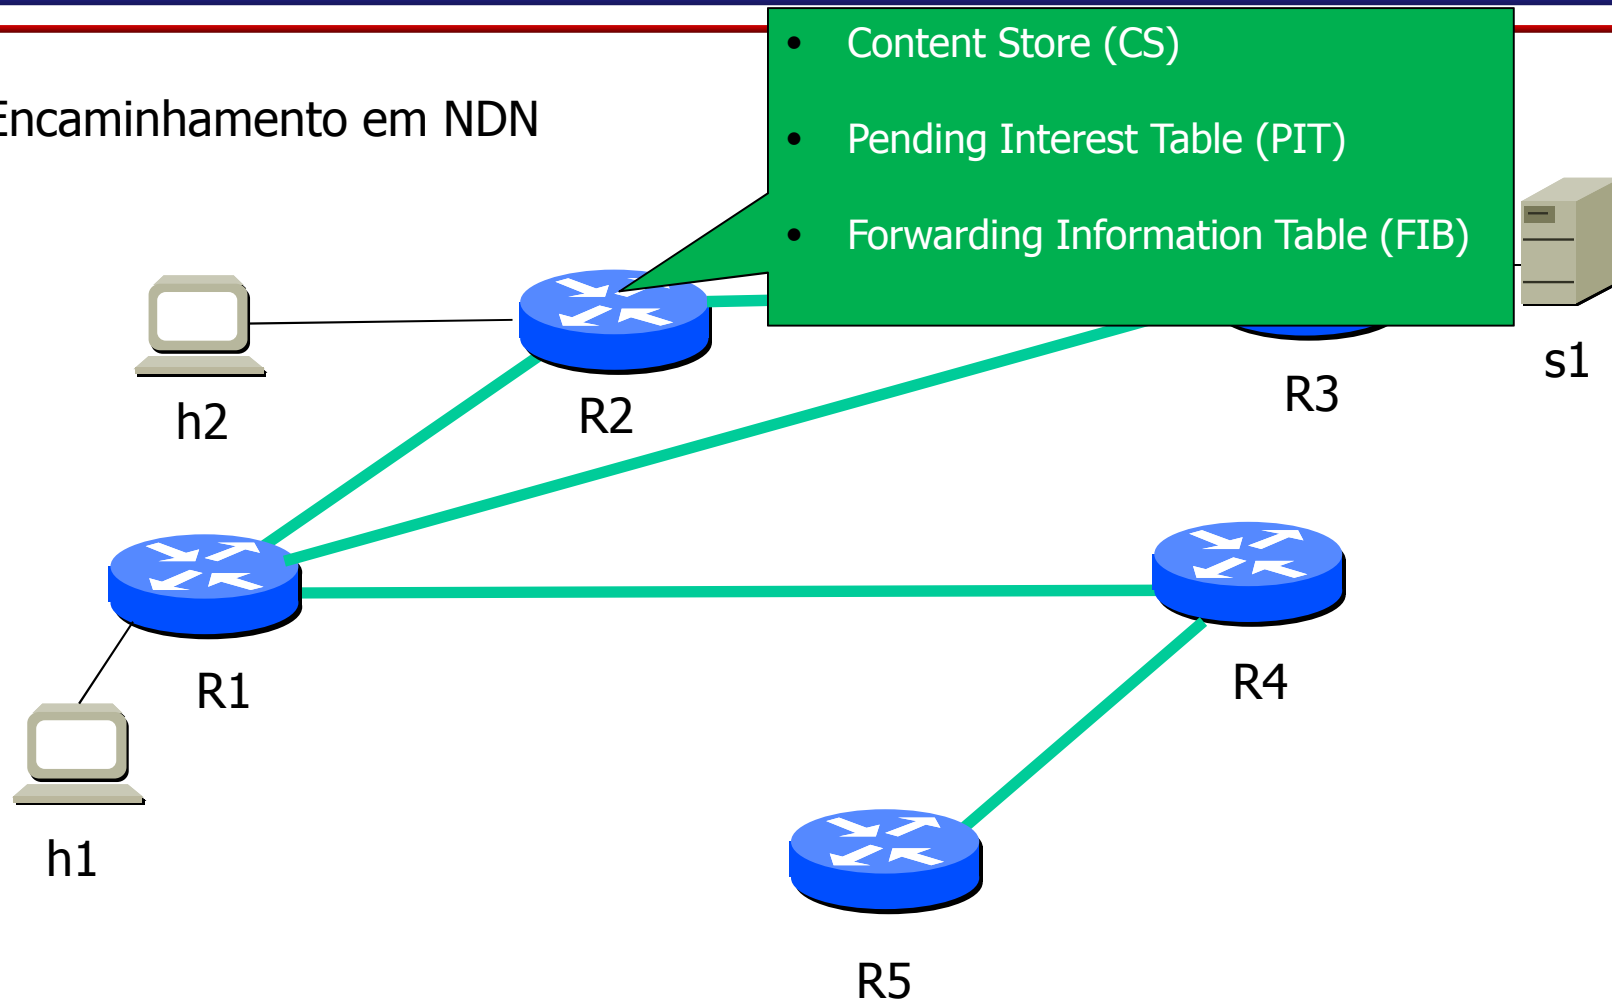 Encaminhamento em NDN
• Content Store (CS)
• Pending Interest Table (PIT)
• Forwarding Information Table (FIB)
h2
R2
R3
s1
R1
R4
h1
R5